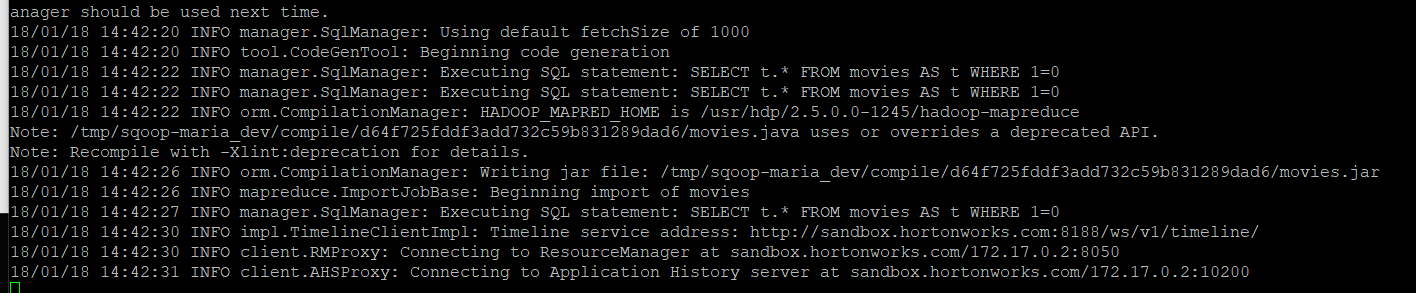 anager should be used next time.
18/01/18 14:42:20 INFO manager.SqlManager: Using default fetchSize of 1000
18/01/18 14:42:20 INFO tool.CodeGenTool: Beginning code generation
18/01/18 14:42:22 INFO manager.SqlManager: Executing SQL statement: SELECT t.* FROM movies AS t WHERE 1=0
18/01/18 14:42:22 INFO manager.SqlManager: Executing SQL statement: SELECT t.* FROM movies AS t WHERE 1=0
18/01/18 14:42:22 INFO orm.CompilationManager: HADOOP_MAPRED_HOME is /usr/hdp/2.5.0.0-1245/hadoop-mapreduce
Note: /tmp/sqoop-maria_dev/compile/d64f725fddf3add732c59b831289dad6/movies.java uses or overrides a deprecated API.
Note: Recompile with -Xlint:deprecation for details.
18/01/18 14:42:26 INFO orm.CompilationManager: Writing jar file: /tmp/sqoop-maria_dev/compile/d64f725fddf3add732c59b831289dad6/movies.jar
18/01/18 14:42:26 INFO mapreduce.ImportJobBase: Beginning import of movies
18/01/18 14:42:27 INFO manager.SqlManager: Executing SQL statement: SELECT t.* FROM movies AS t WHERE 1=0
18/01/18 14:42:30 INFO impl.TimelineClientImpl: Timeline service address: http://sandbox.hortonworks.com:8188/ws/v1/timeline/
18/01/18 14:42:30 INFO client.RMProxy: Connecting to ResourceManager at sandbox.hortonworks.com/172.17.0.2:8050
18/01/18 14:42:31 INFO client.AHSProxy: Connecting to Application History server at sandbox.hortonworks.com/172.17.0.2:10200